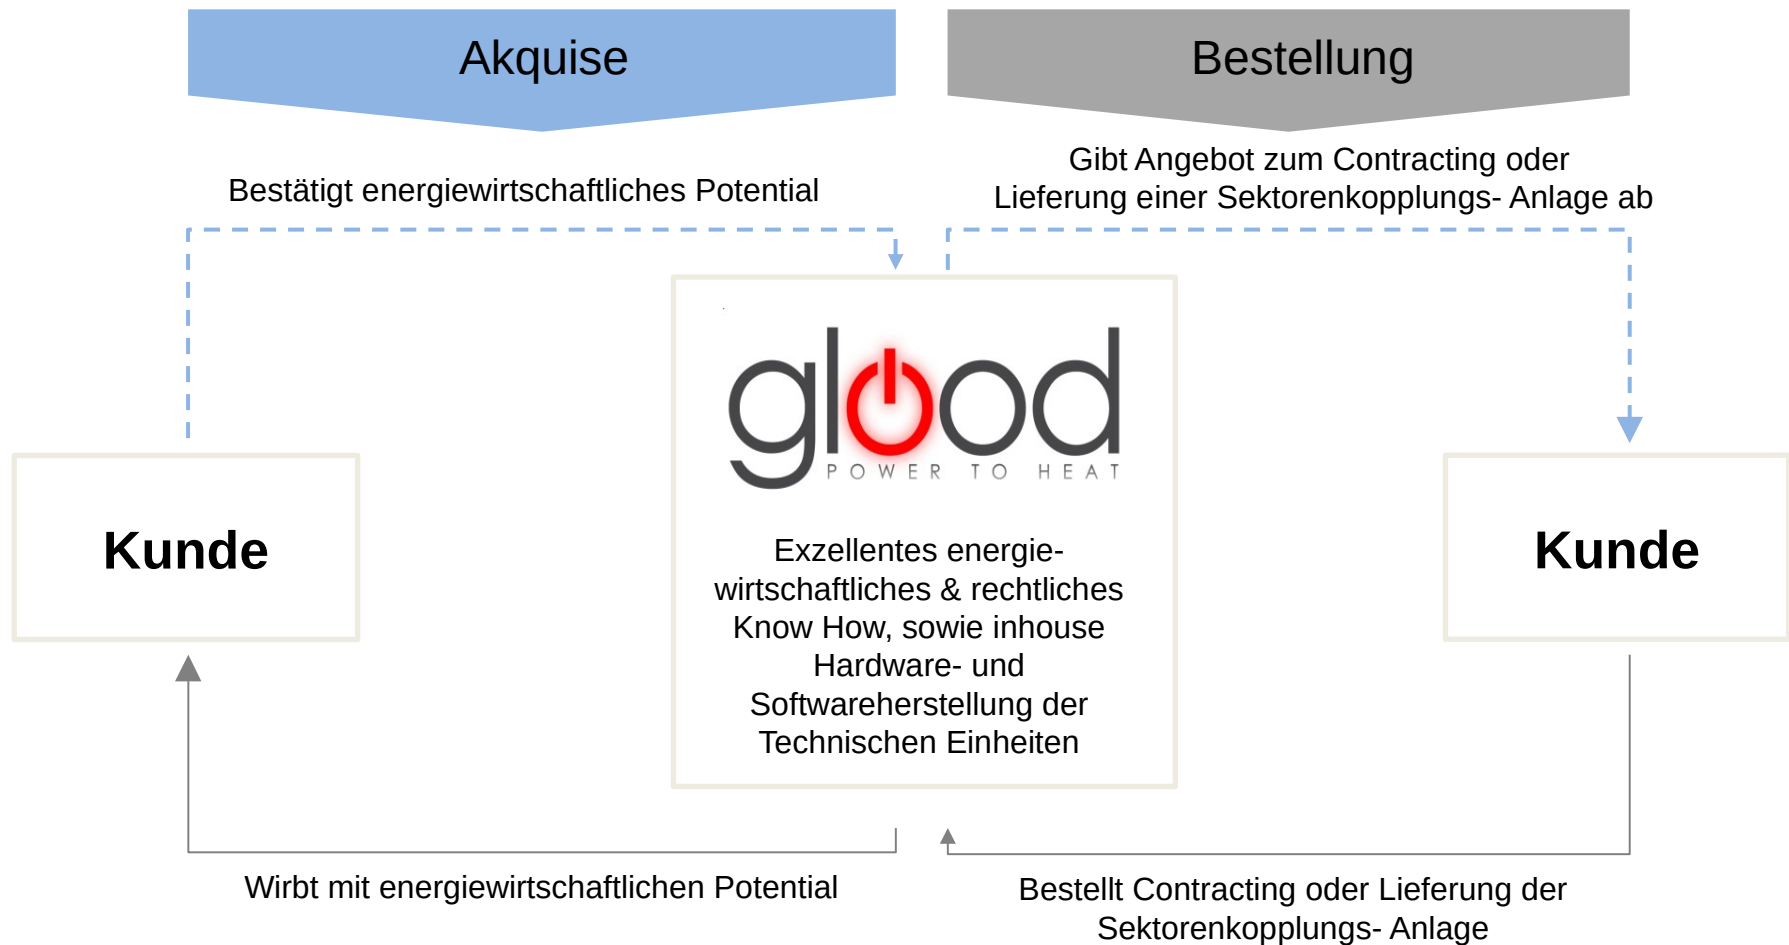 Akquise
Bestellung
Bestätigt energiewirtschaftliches Potential
Gibt Angebot zum Contracting oder
Lieferung einer Sektorenkopplungs- Anlage ab
glood
POWER TO HEAT
Exzellentes energie-
wirtschaftliches & rechtliches
Know How, sowie inhouse
Hardware- und
Softwareherstellung der
Technischen Einheiten
Kunde
Kunde
Wirbt mit energiewirtschaftlichen Potential
Bestellt Contracting oder Lieferung der
Sektorenkopplungs- Anlage